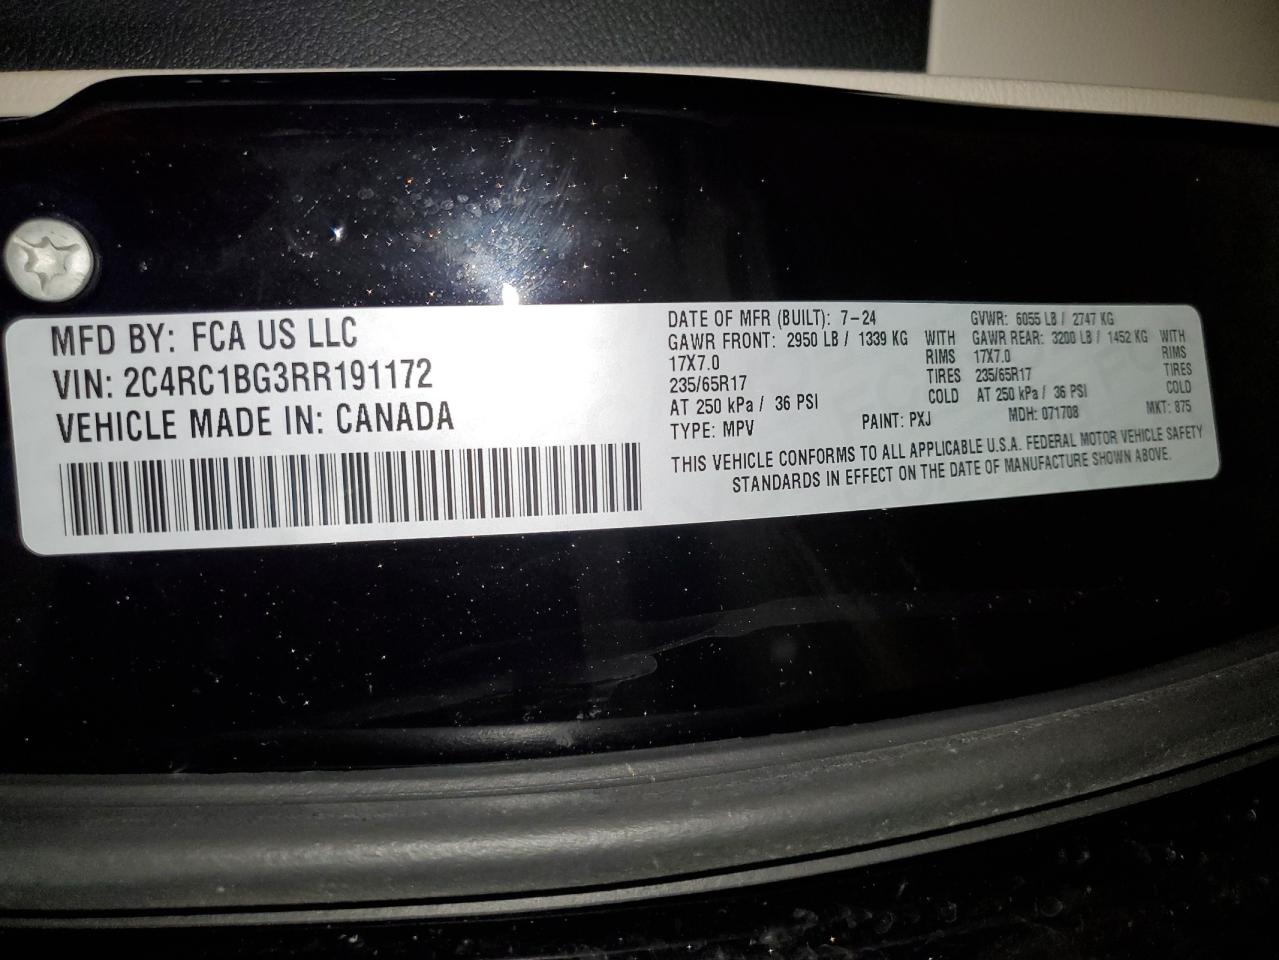 MFD BY: FCA US LLC
VIN: 2C4RC1BG3RR191172
VEHICLE MADE IN: CANADA
DATE OF MFR (BUILT): 7-24 GVWR: 6055 LB / 2747 KG
GAWR FRONT: 2950 LB / 1339 KG WITH GAWR REAR: 3200 LB / 1452 KG WITH
17X7.0 RIMS 17X7.0 RIMS
235/65R17 TIRES 235/65R17 TIRES
AT 250 kPa / 36 PSI COLD AT 250 kPa / 36 PSI COLD
TYPE: MPV PAINT: PXJ MDH: 071708 MKT: 875
THIS VEHICLE CONFORMS TO ALL APPLICABLE U.S.A. FEDERAL MOTOR VEHICLE SAFETY
STANDARDS IN EFFECT ON THE DATE OF MANUFACTURE SHOWN ABOVE.